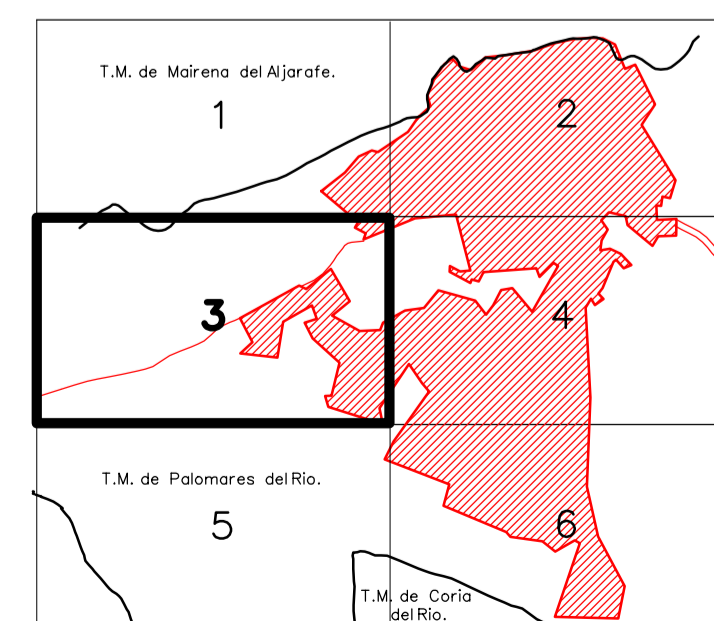 T.M. de Mairena del Aljarafe.
1
2
3
4
T.M. de Palomares del Rio.
5
6
T.M. de Coria
del Rio.